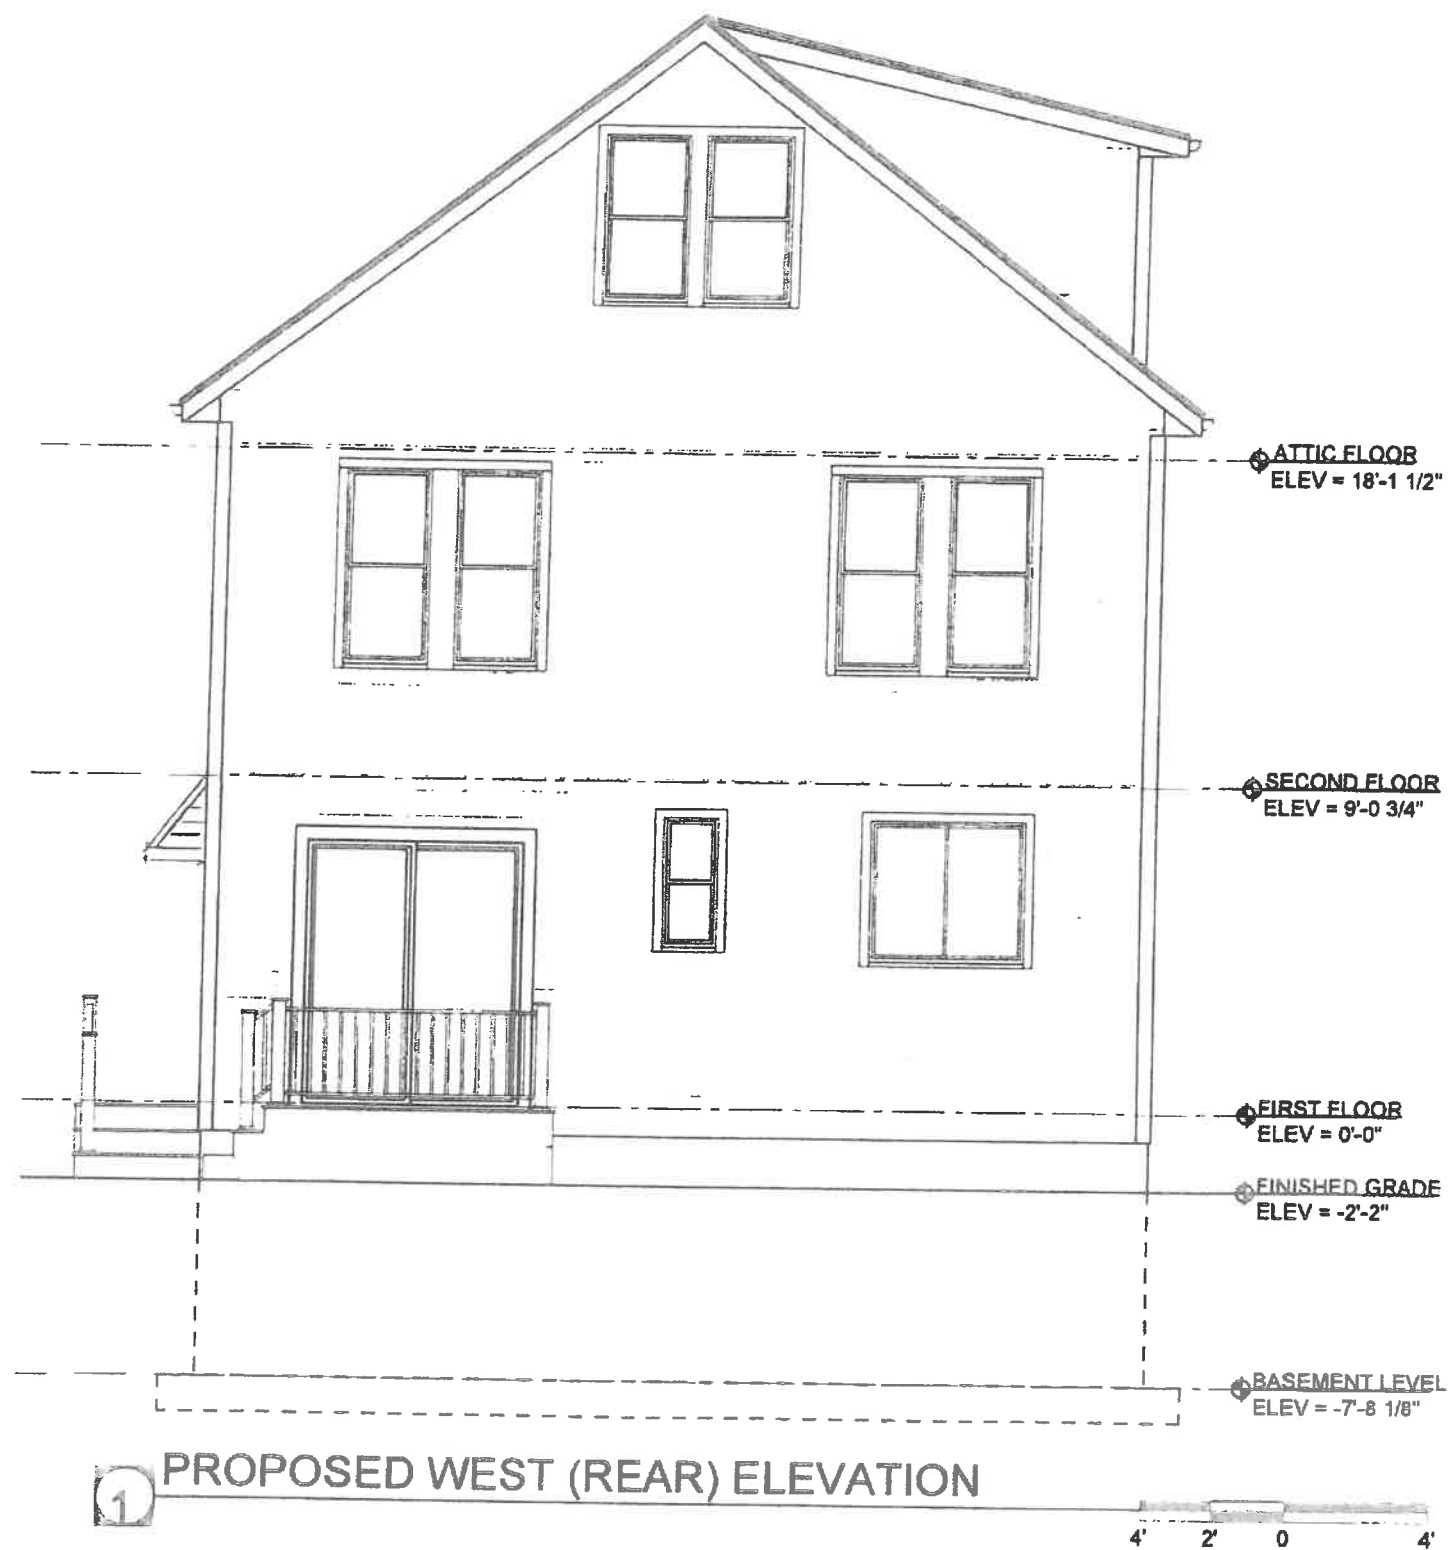 ATTIC FLOOR
ELEV = 18'-1 1/2"
SECOND FLOOR
ELEV = 9'-0 3/4"
FIRST FLOOR
ELEV = 0'-0"
FINISHED GRADE
ELEV = -2'-2"
BASEMENT LEVEL
ELEV = -7'-8 1/8"
1 PROPOSED WEST (REAR) ELEVATION
4' 2' 0 4'